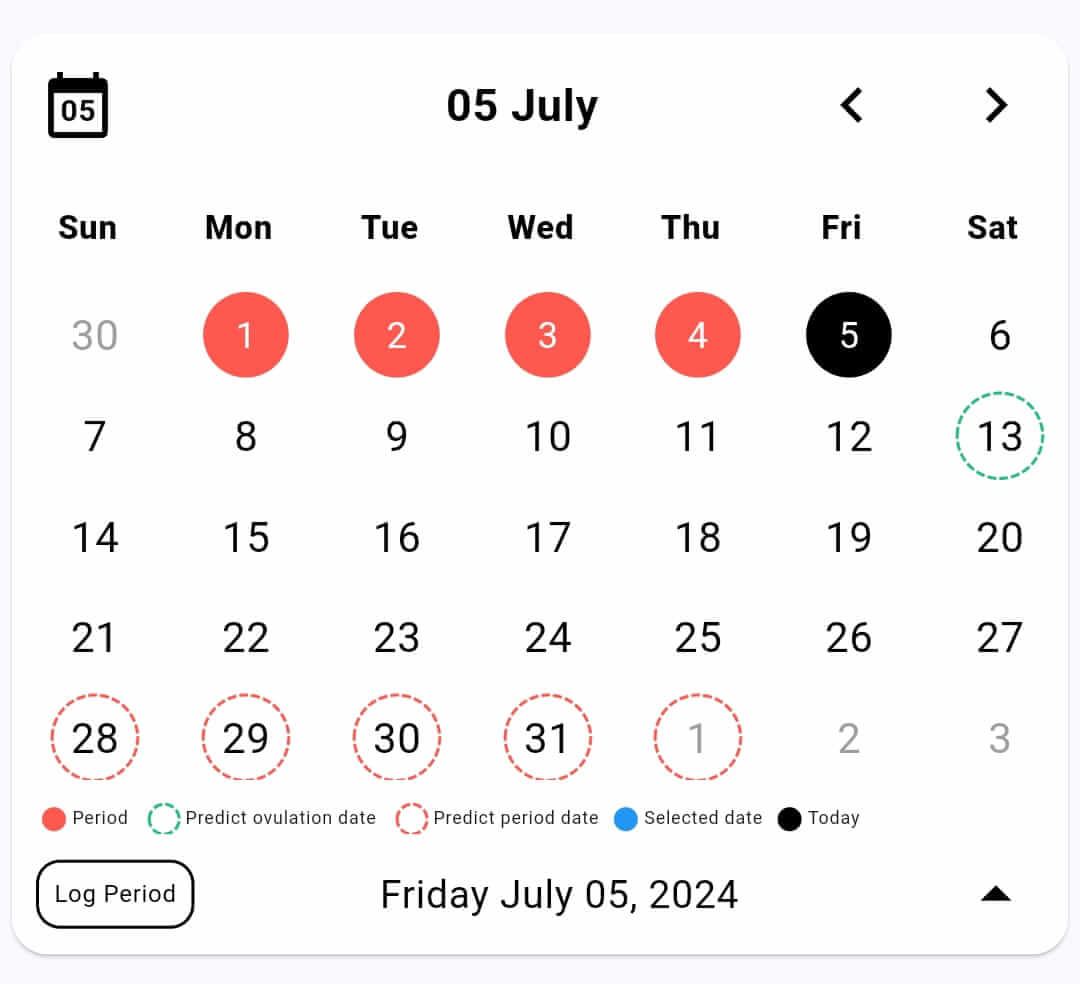 05 05 July
Sun Mon Tue Wed Thu Fri Sat
30 1 2 3 4 5 6
7 8 9 10 11 12 13
14 15 16 17 18 19 20
21 22 23 24 25 26 27
28 29 30 31 1 2 3
Period Predict ovulation date Predict period date Selected date Today
Log Period Friday July 05, 2024